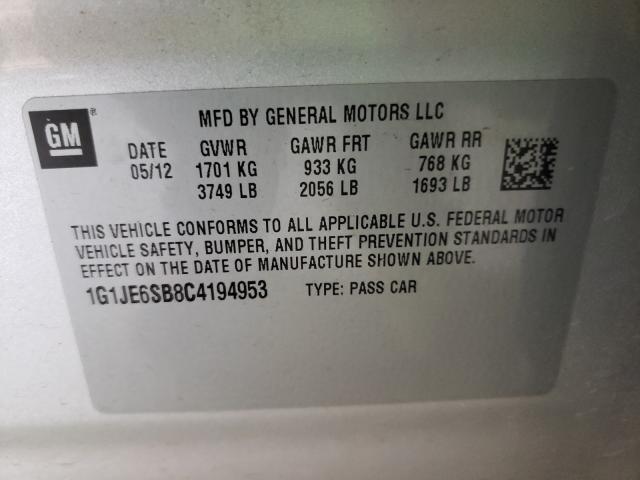 GM ®
MFD BY GENERAL MOTORS LLC
DATE GVWR GAWR FRT GAWR RR
05/12 1701 KG 933 KG 768 KG
3749 LB 2056 LB 1693 LB
THIS VEHICLE CONFORMS TO ALL APPLICABLE U.S. FEDERAL MOTOR
VEHICLE SAFETY, BUMPER, AND THEFT PREVENTION STANDARDS IN
EFFECT ON THE DATE OF MANUFACTURE SHOWN ABOVE.
1G1JE6SB8C4194953 TYPE: PASS CAR